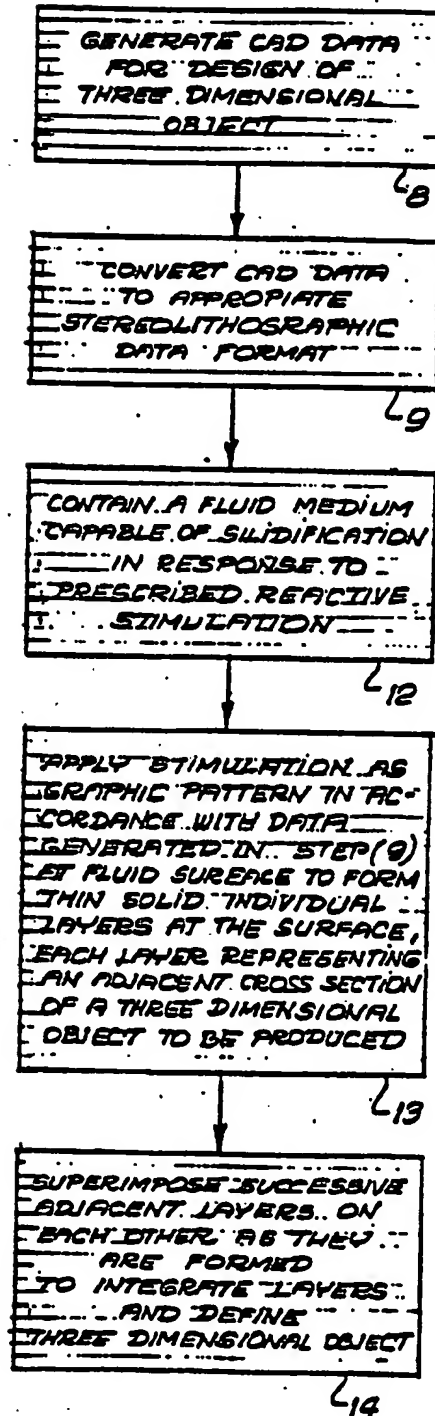 GENERATE CAD DATA
FOR DESIGN OF
THREE DIMENSIONAL
OBJECT
8
CONVERT CAD DATA
TO APPROPIATE
STEREOLITHOGRAPHIC
DATA FORMAT
9
CONTAIN A FLUID MEDIUM
CAPABLE OF SILIDIFICATION
IN RESPONSE TO
PRESCRIBED REACTIVE
STIMULATION
12
APPLY STIMULATION AS
GRAPHIC PATTERN IN AC-
CORDANCE WITH DATA
GENERATED IN STEP (9)
AT FLUID SURFACE TO FORM
THIN SOLID INDIVIDUAL
LAYERS AT THE SURFACE,
EACH LAYER REPRESENTING
AN ADJACENT CROSS SECTION
OF A THREE DIMENSIONAL
OBJECT TO BE PRODUCED
13
SUPERIMPOSE SUCCESSIVE
ADJACENT LAYERS ON
EACH OTHER AS THEY
ARE FORMED
TO INTEGRATE LAYERS
AND DEFINE
THREE DIMENSIONAL OBJECT
14